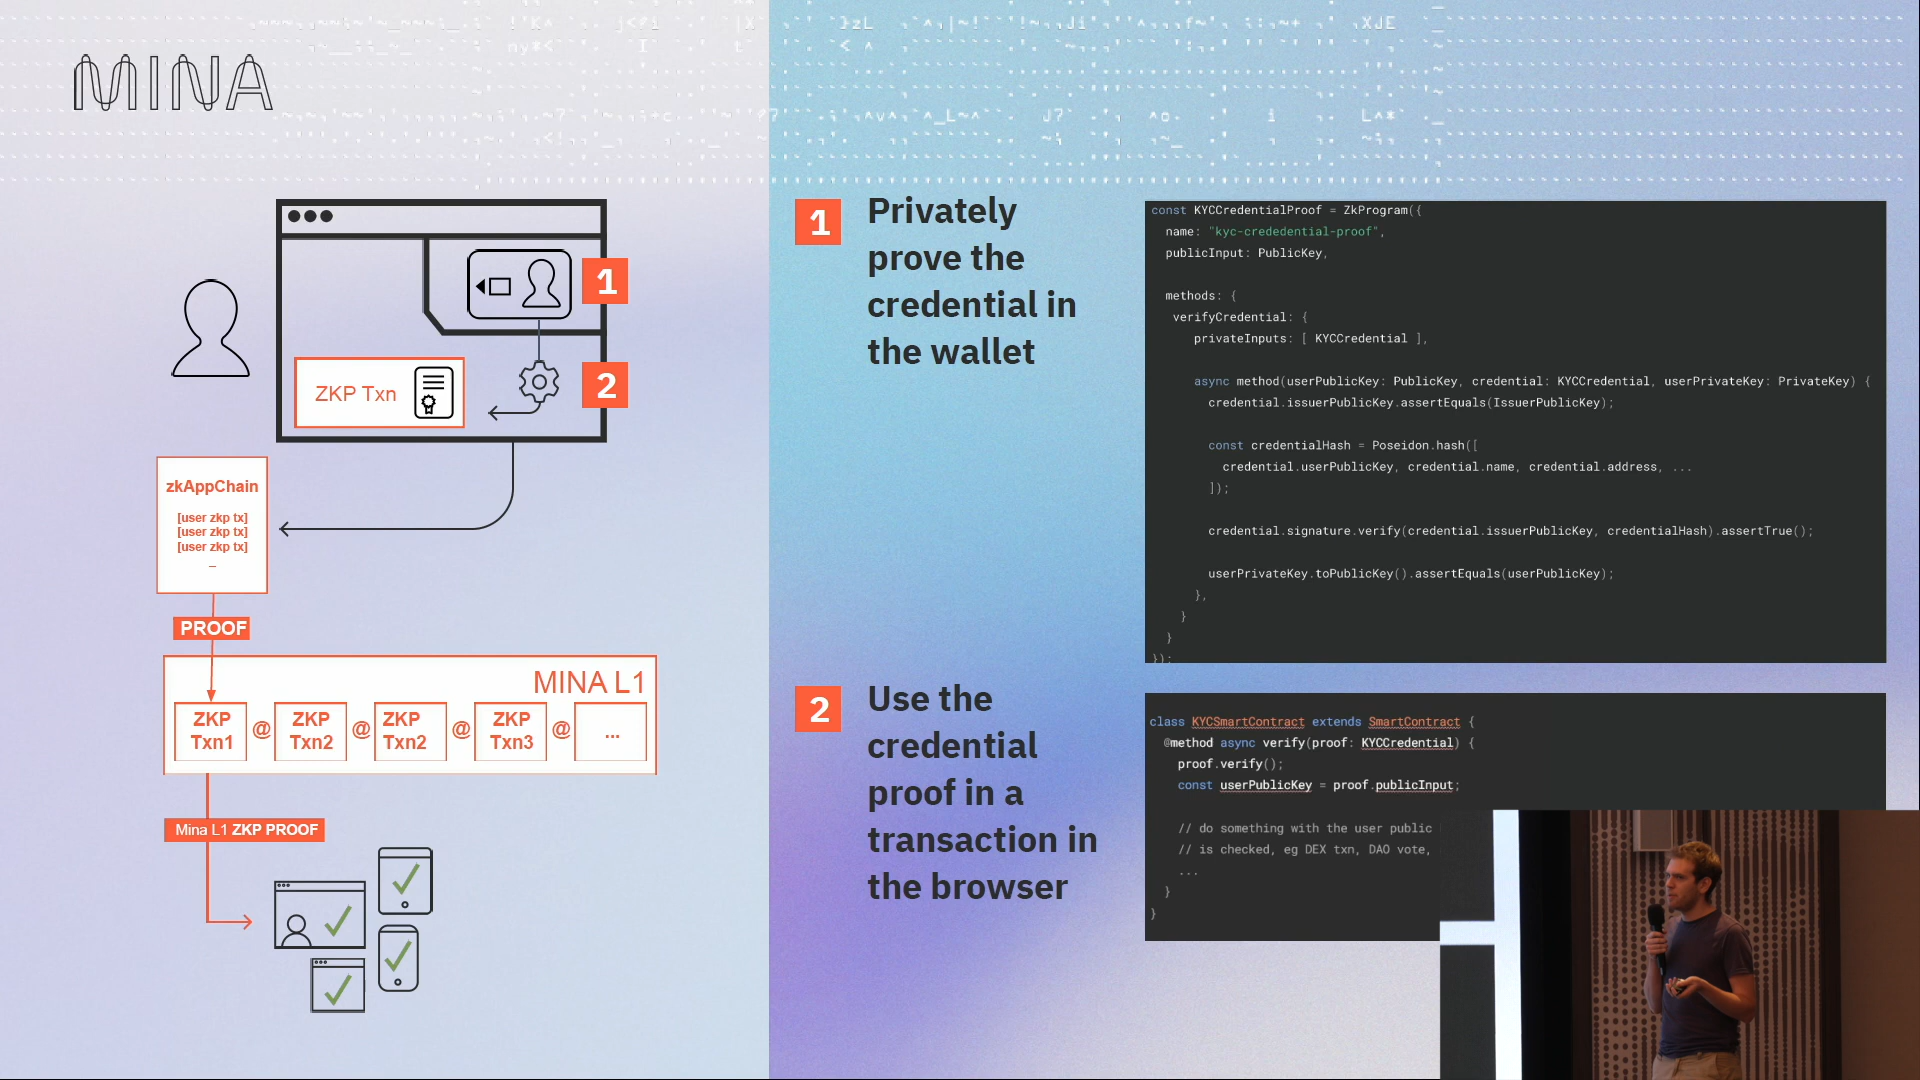 MINA
1
2
ZKP Txn
zkAppChain
[user zkp tx]
[user zkp tx]
[user zkp tx]
...
PROOF
MINA L1
ZKP Txn1
@
ZKP Txn2
@
ZKP Txn2
@
ZKP Txn3
@
...
Mina L1 ZKP PROOF
1
Privately
prove the
credential in
the wallet
const KYCCredentialProof = ZkProgram({
name: "kyc-crededential-proof",
publicInput: PublicKey,
methods: {
verifyCredential: {
privateInputs: [ KYCCredential ],
async method(userPublicKey: PublicKey, credential: KYCCredential, userPrivateKey: PrivateKey) {
credential.issuerPublicKey.assertEquals(IssuerPublicKey);
const credentialHash = Poseidon.hash([
credential.userPublicKey, credential.name, credential.address, ...
]);
credential.signature.verify(credential.issuerPublicKey, credentialHash).assertTrue();
userPrivateKey.toPublicKey().assertEquals(userPublicKey);
},
}
}
});
2
Use the
credential
proof in a
transaction in
the browser
class KYCSmartContract extends SmartContract {
@method async verify(proof: KYCCredential) {
proof.verify();
const userPublicKey = proof.publicInput;
// do something with the user public
// is checked, eg DEX txn, DAO vote,
...
}
}